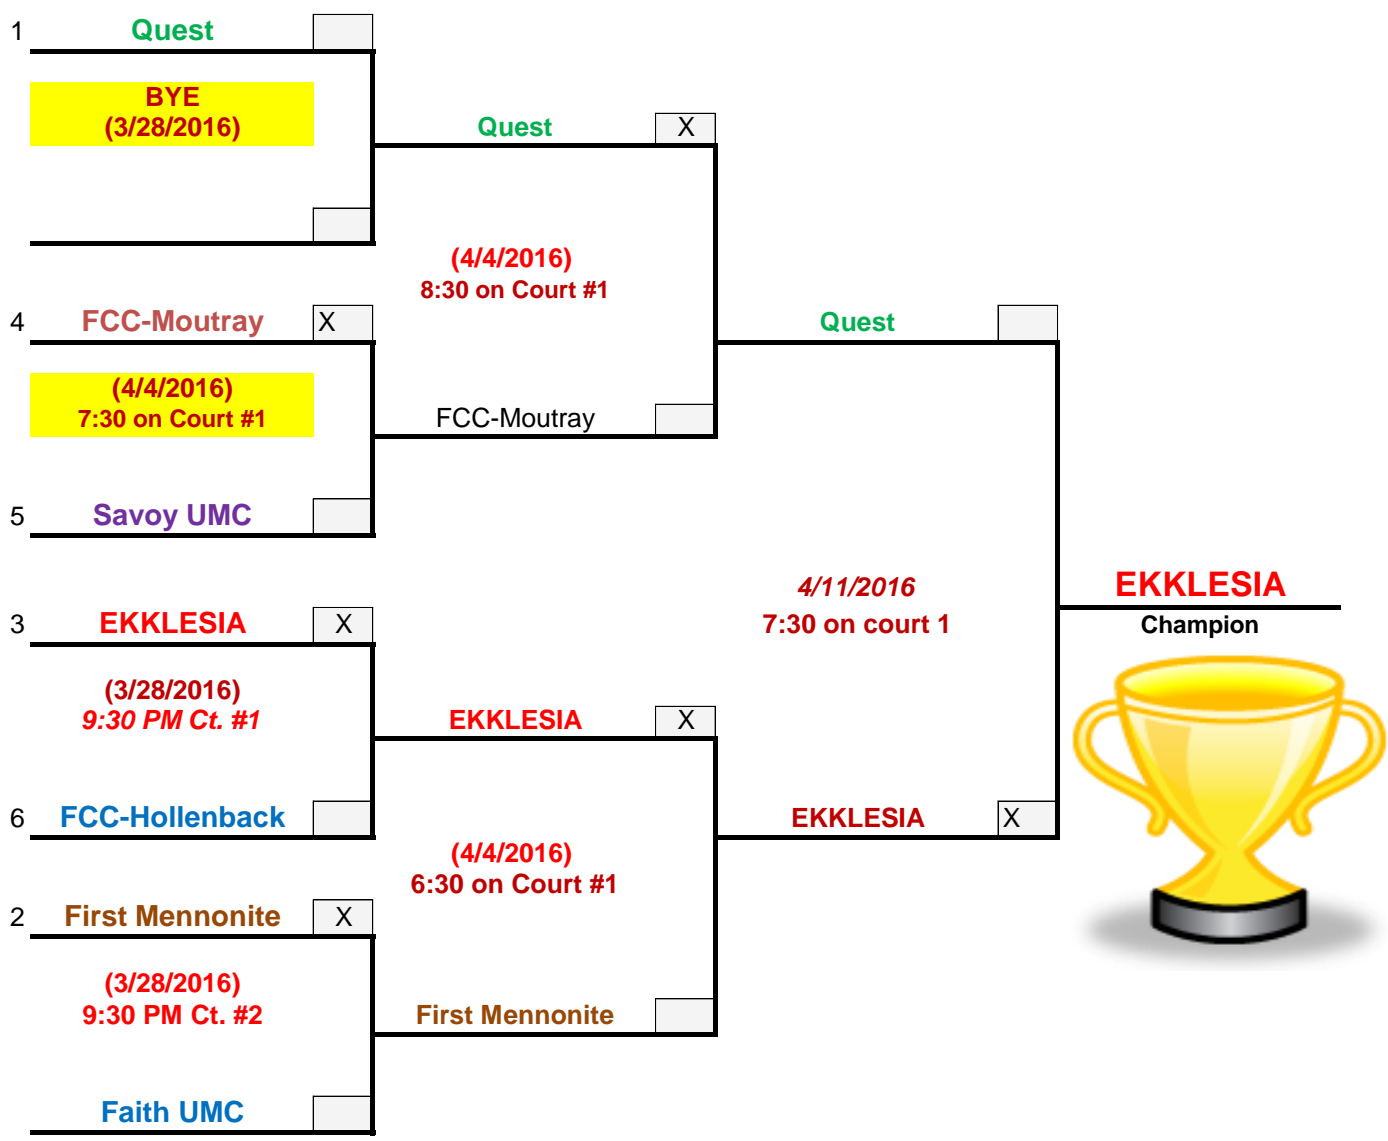 1 Quest
BYE
(3/28/2016)
Quest X
(4/4/2016)
8:30 on Court #1
4 FCC-Moutray X
Quest
(4/4/2016)
7:30 on Court #1
FCC-Moutray
5 Savoy UMC
4/11/2016
7:30 on court 1
EKKLESIA
Champion
3 EKKLESIA X
(3/28/2016)
9:30 PM Ct. #1
EKKLESIA X
6 FCC-Hollenback
EKKLESIA X
(4/4/2016)
6:30 on Court #1
2 First Mennonite X
(3/28/2016)
9:30 PM Ct. #2
First Mennonite
Faith UMC